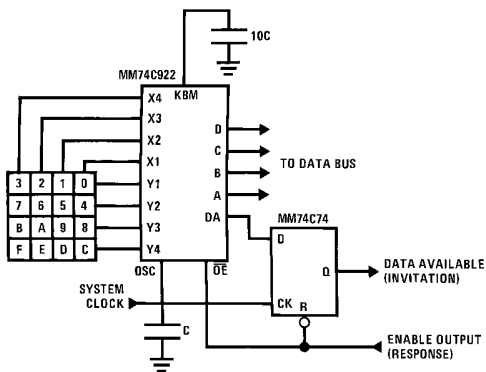 10C
MM74C922
KBM
X4
X3
X2
X1
Y1
Y2
Y3
Y4
D
C
B
A
DA
TO DATA BUS
3 2 1 0
7 6 5 4
B A 9 8
F E D C
OSC
OE
MM74C74
D
Q
CK R
DATA AVAILABLE
(INVITATION)
SYSTEM
CLOCK
C
ENABLE OUTPUT
(RESPONSE)